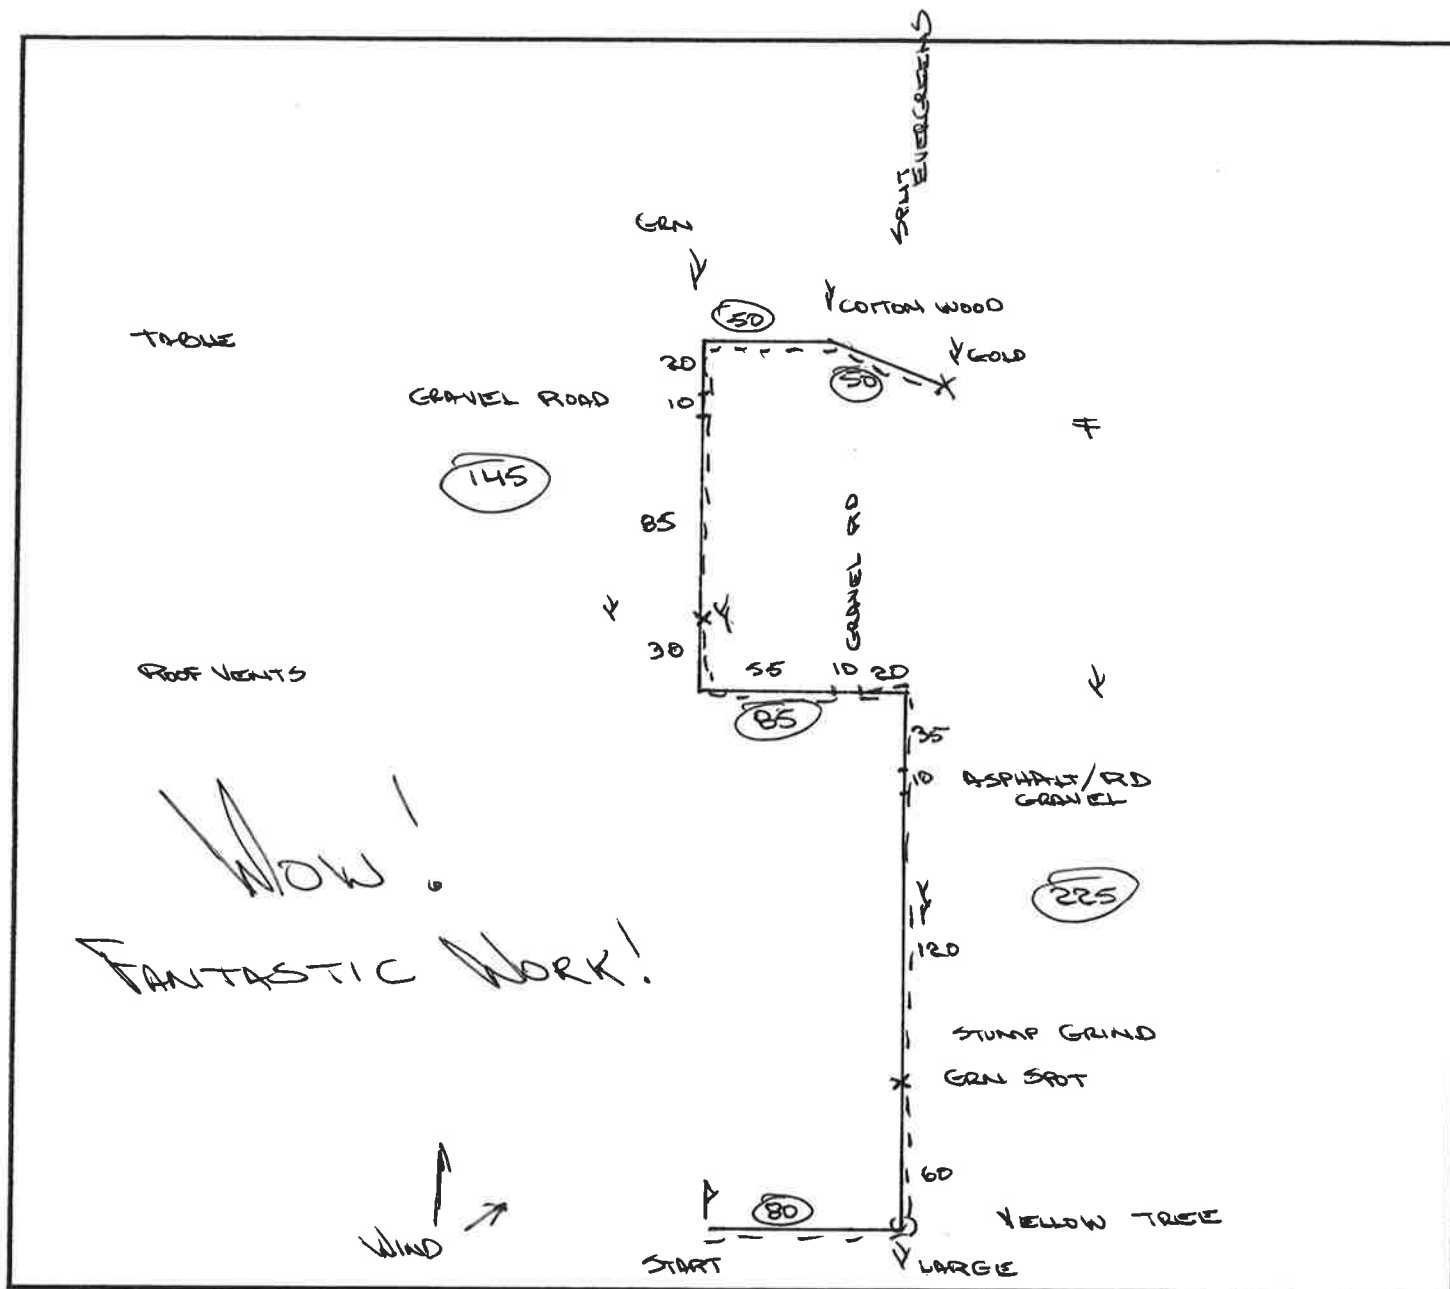 SPLIT
EVERGREENS
GRN
50
COTTON WOOD
TABLE
20
GOLD
50
GRAVEL ROAD
10
145
85
GRAVEL RD
30
ROOF VENTS
55
10
20
85
35
10
ASPHALT/RD
GRAVEL
WOW!
225
FANTASTIC WORK!
120
STUMP GRIND
GRN SPOT
60
80
YELLOW TREE
WIND
START
LARGE